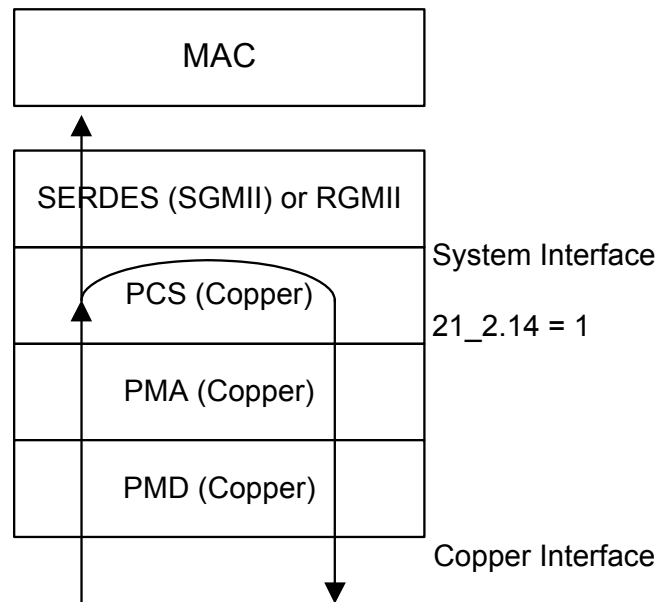 MAC
SERDES (SGMII) or RGMII
System Interface
PCS (Copper)
21_2.14 = 1
PMA (Copper)
PMD (Copper)
Copper Interface